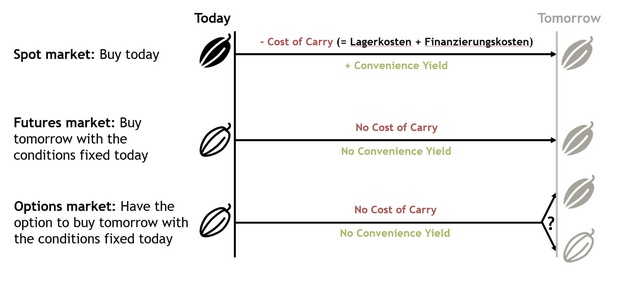 Today
Tomorrow
Spot market: Buy today
- Cost of Carry (= Lagerkosten + Finanzierungskosten)
+ Convenience Yield
Futures market: Buy
tomorrow with the
conditions fixed today
No Cost of Carry
No Convenience Yield
Options market: Have the
option to buy tomorrow with
the conditions fixed today
No Cost of Carry
No Convenience Yield
?